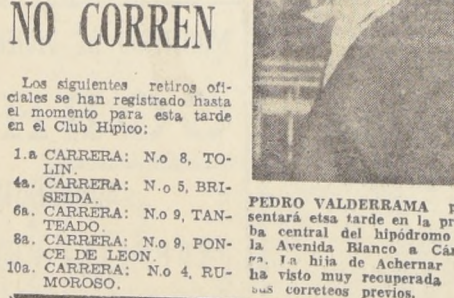 NO CORREN
Los siguientes retiros ofi-
ciales se han registrado hasta
el momento para esta tarde
en el Club Hipico:
1.a CARRERA: N.o 8, TO-
LIN.
4a. CARRERA: N.o 5, BRI-
SEIDA.
6a. CARRERA: N.o 9, TAN-
TEADO.
8a. CARRERA: N.o 9, PON-
CE DE LEON.
10a. CARRERA: N.o 4, RU-
MOROSO.
PEDRO VALDERRAMA
sentará etsa tarde en la
ba central del hipódromo
la Avenida Blanco a
La hija de Achernar
ha visto muy recuperada
sus correteos previos.